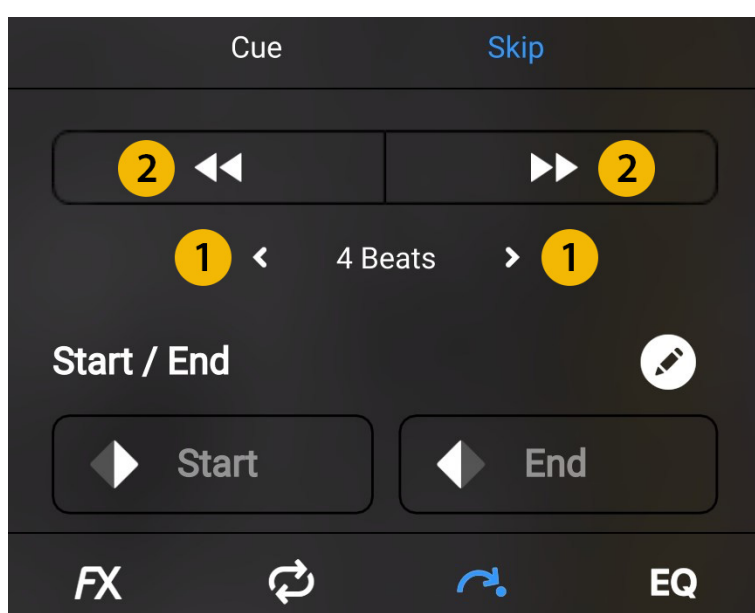 Cue Skip
2 2
1 4 Beats 1
Start / End
Start End
FX EQ